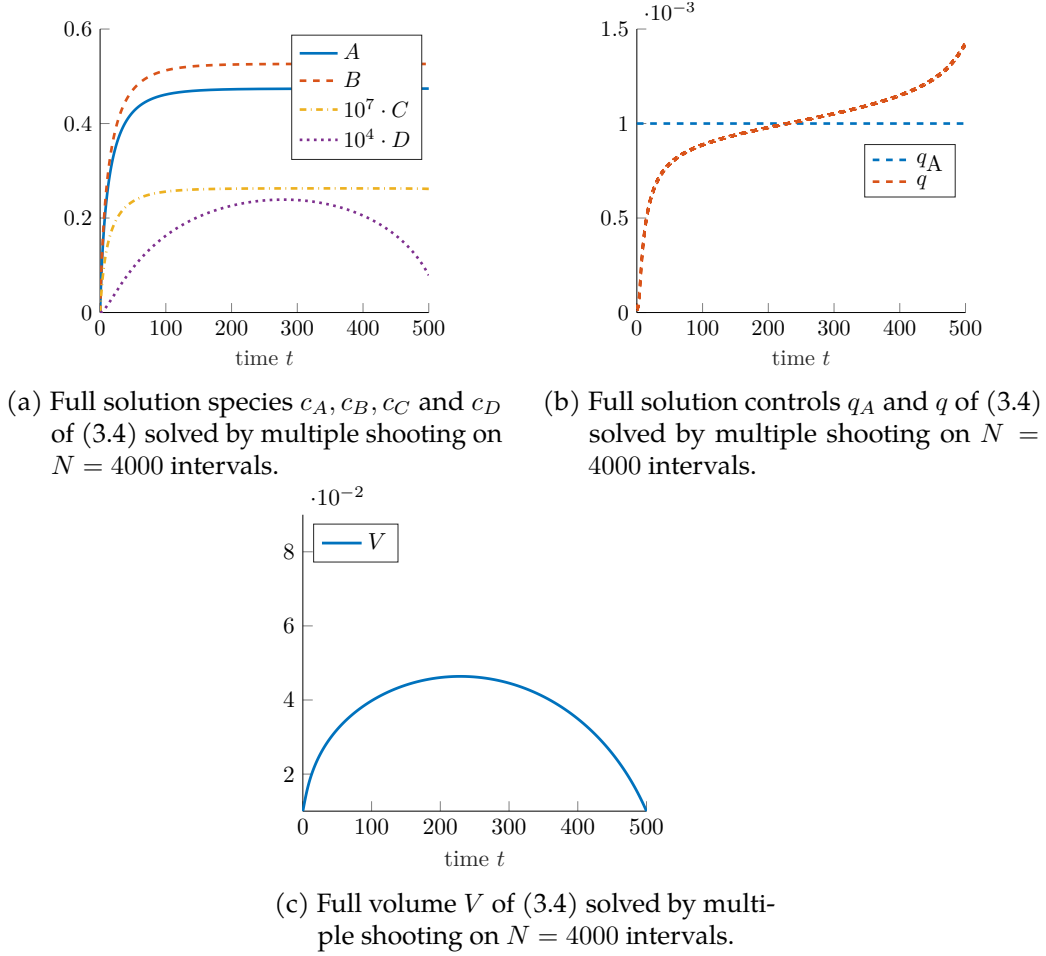 0.6
0.4
0.2
0
0 100 200 300 400 500
time t
A
B
10^7 · C
10^4 · D
·10^−3
1.5
1
0.5
0
0 100 200 300 400 500
time t
q_A
q
(a) Full solution species c_A, c_B, c_C and c_D
of (3.4) solved by multiple shooting on
N = 4000 intervals.
(b) Full solution controls q_A and q of (3.4)
solved by multiple shooting on N =
4000 intervals.
·10^−2
8
6
4
2
0 100 200 300 400 500
time t
V
(c) Full volume V of (3.4) solved by multi-
ple shooting on N = 4000 intervals.